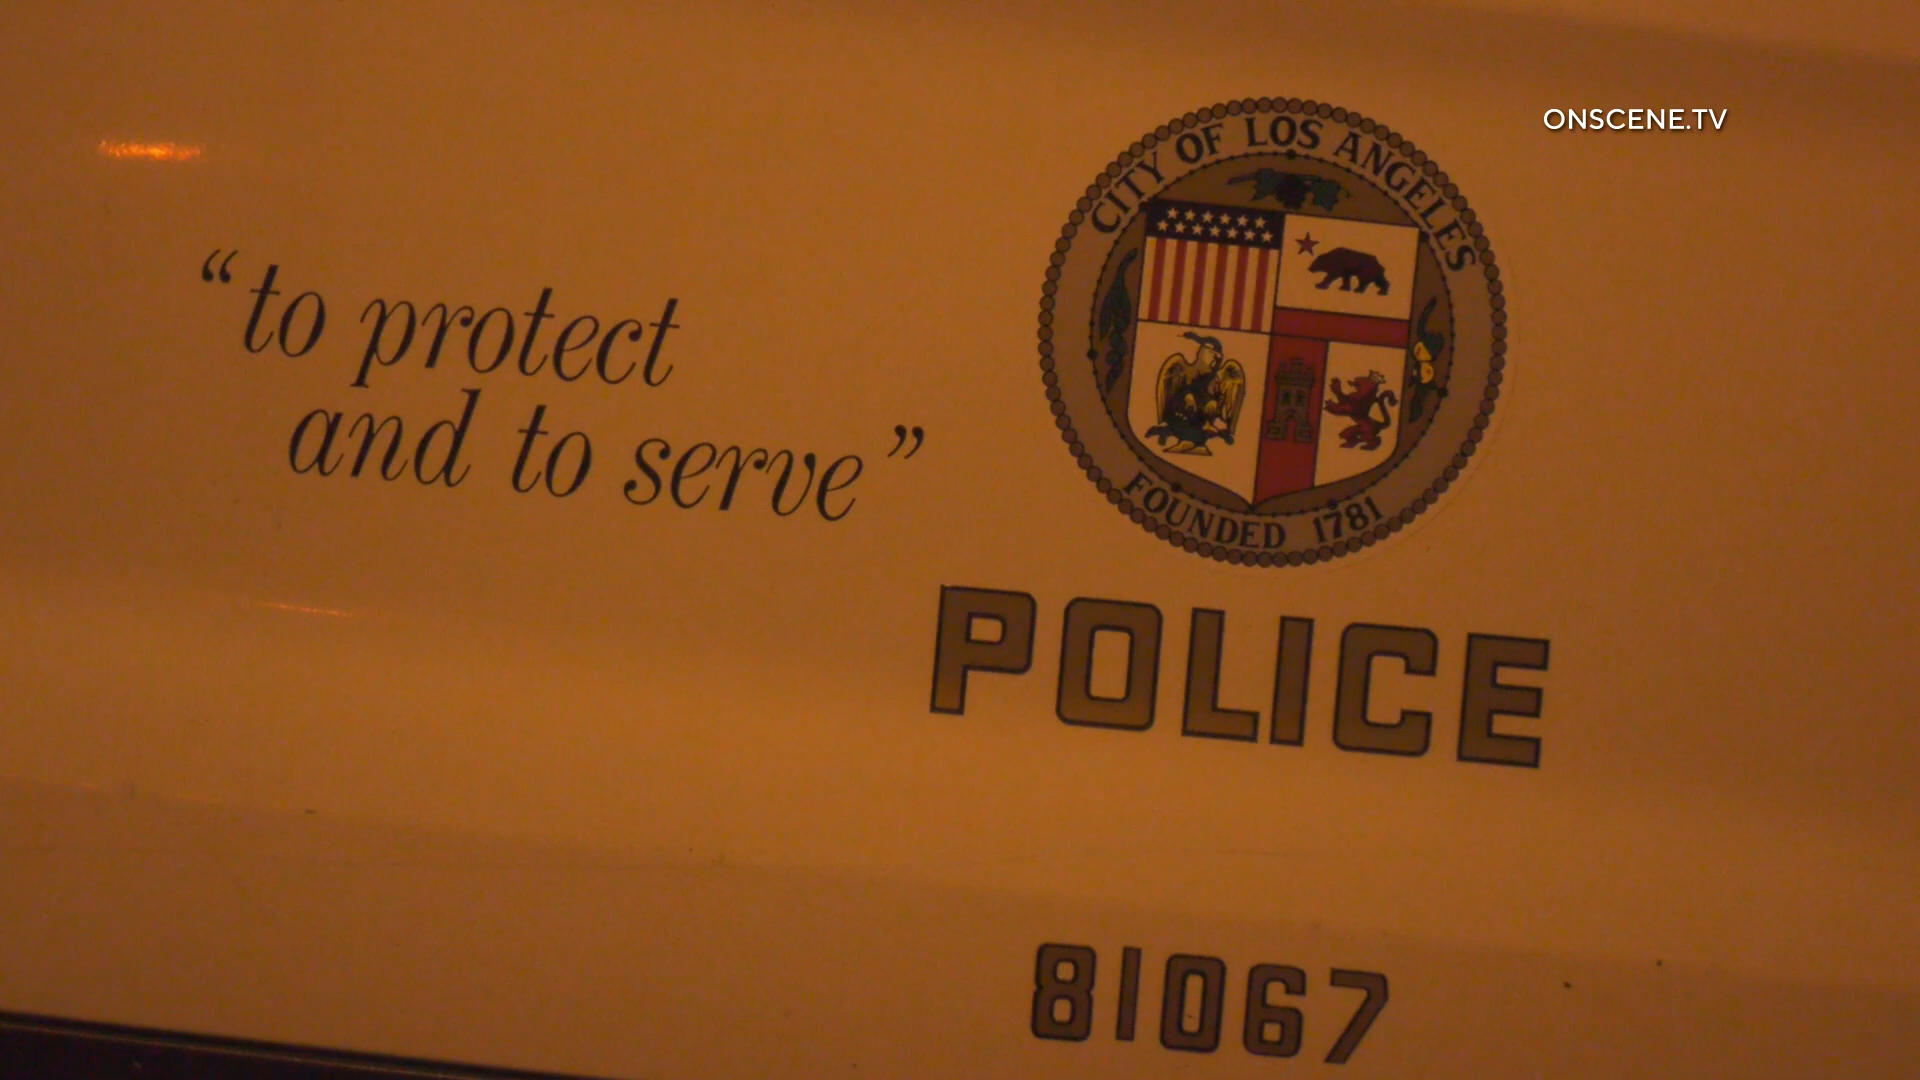 ONSCENE.TV
CITY OF LOS ANGELES
FOUNDED 1781
“to protect
and to serve”
POLICE
81067